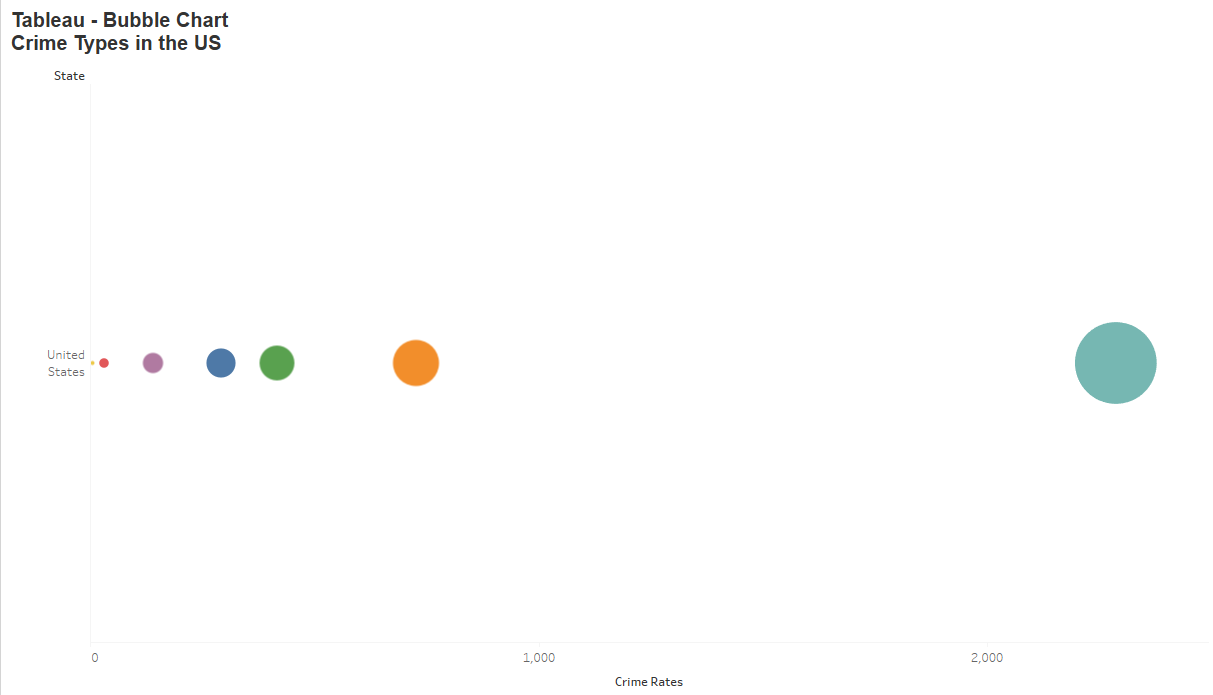 Tableau - Bubble Chart
Crime Types in the US
State
United
States
0
1,000
2,000
Crime Rates